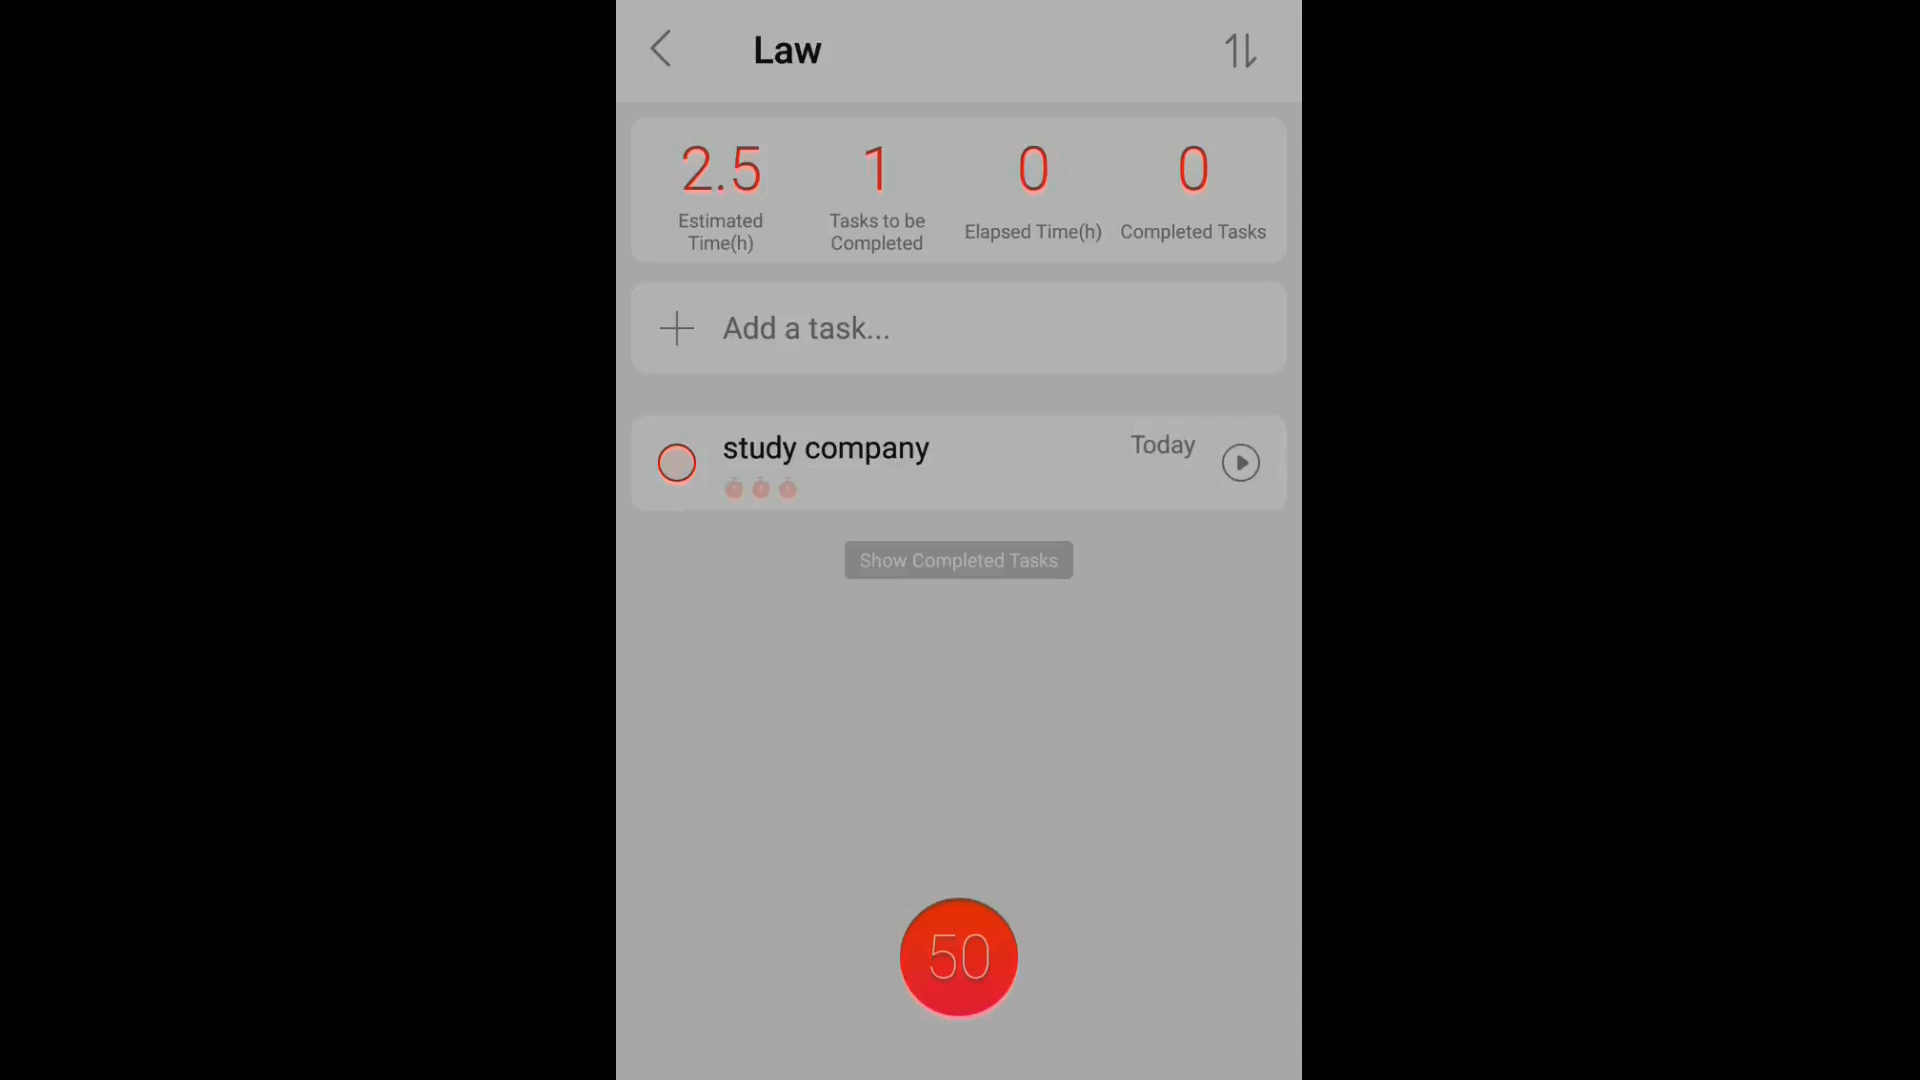 Law
2.5 1 0 0
Estimated Time(h) Tasks to be Completed Elapsed Time(h) Completed Tasks
Add a task...
study company Today
Show Completed Tasks
50